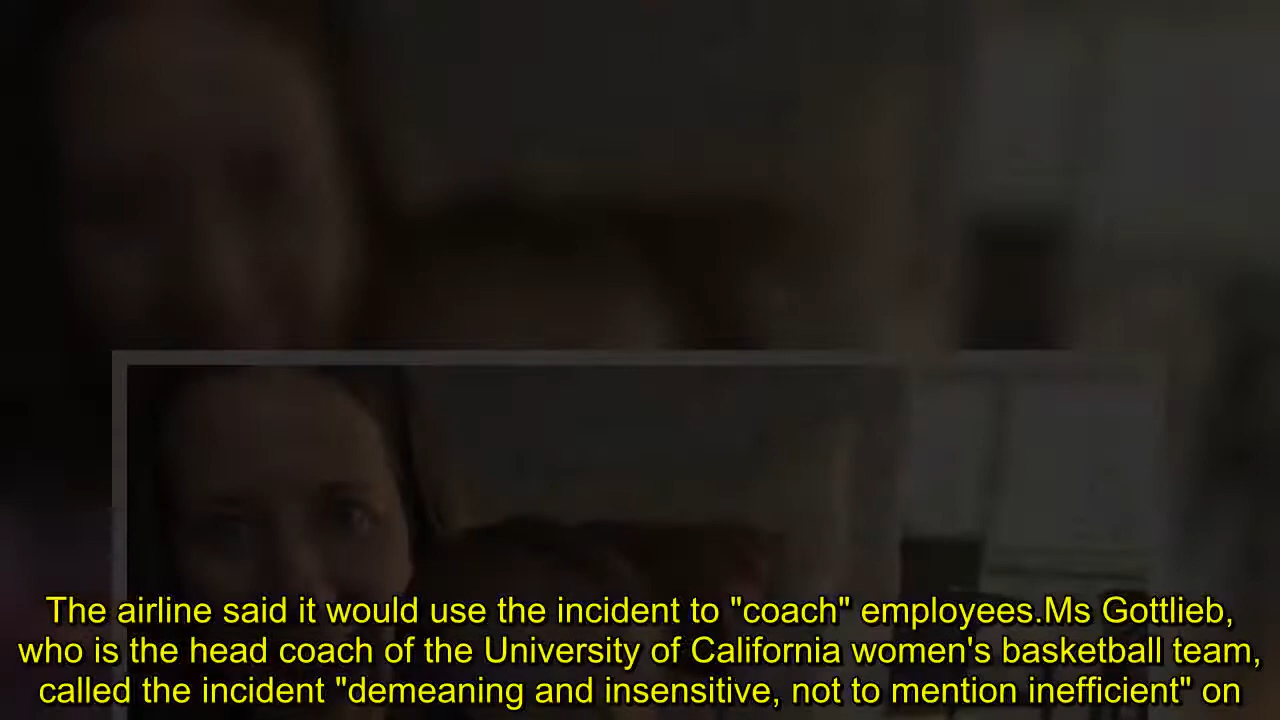 The airline said it would use the incident to "coach" employees.Ms Gottlieb,
who is the head coach of the University of California women's basketball team,
called the incident "demeaning and insensitive, not to mention inefficient" on